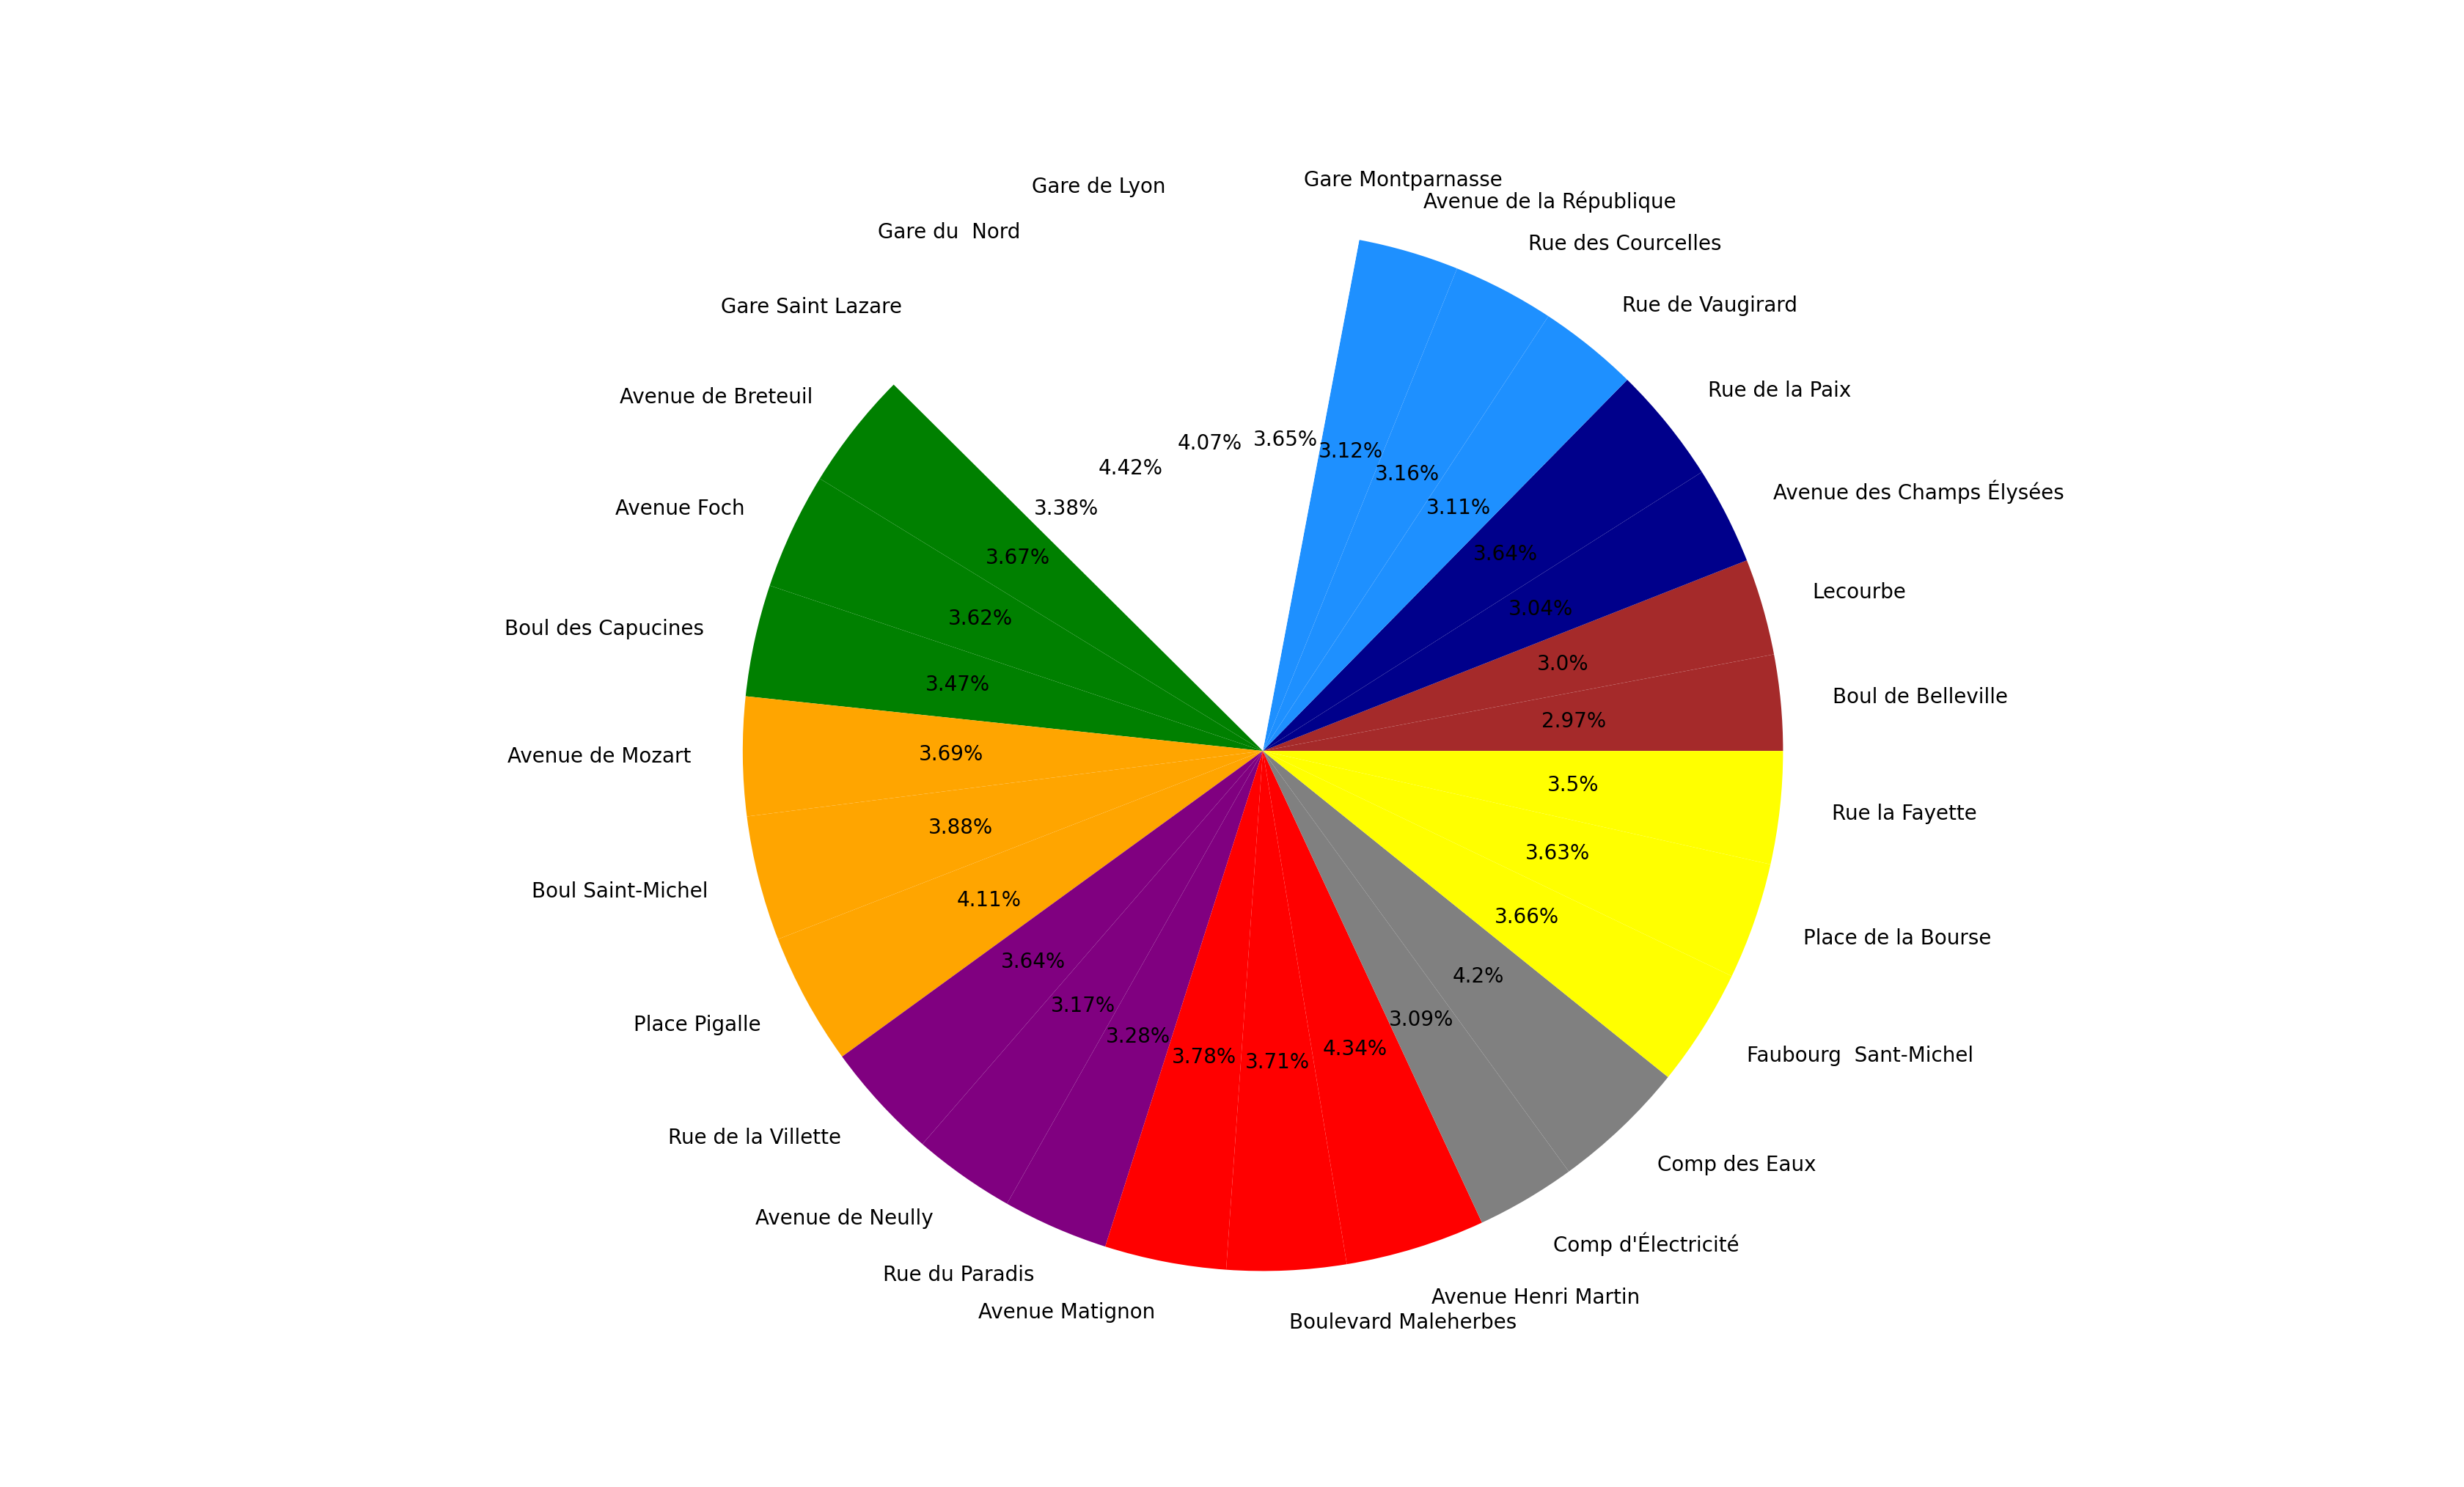 Gare Montparnasse
Gare de Lyon
Avenue de la République
Gare du  Nord
Rue des Courcelles
Gare Saint Lazare
Rue de Vaugirard
Rue de la Paix
Avenue de Breteuil
4.07%
3.65%
3.12%
4.42%
3.16%
Avenue des Champs Élysées
Avenue Foch
3.38%
3.11%
3.67%
3.64%
Lecourbe
3.62%
3.04%
Boul des Capucines
3.0%
3.47%
Boul de Belleville
2.97%
Avenue de Mozart
3.69%
3.5%
Rue la Fayette
3.88%
3.63%
Boul Saint-Michel
4.11%
3.66%
Place de la Bourse
3.64%
4.2%
3.17%
3.09%
Place Pigalle
3.28%
3.78%
3.71%
4.34%
Faubourg  Sant-Michel
Rue de la Villette
Comp des Eaux
Avenue de Neully
Comp d'Électricité
Rue du Paradis
Avenue Henri Martin
Avenue Matignon
Boulevard Maleherbes